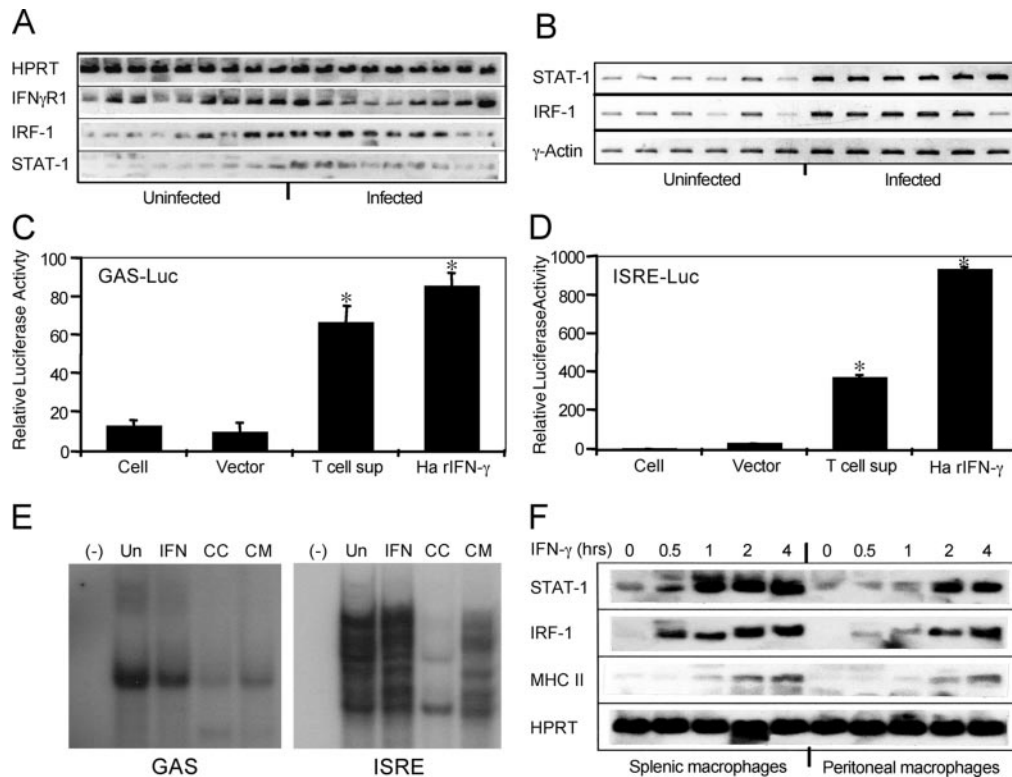 A
HPRT
IFNγR1
IRF-1
STAT-1
Uninfected Infected
B
STAT-1
IRF-1
γ-Actin
Uninfected Infected
C
GAS-Luc
Relative Luciferase Activty
100
80
60
40
20
0
* *
Cell Vector T cell sup Ha rIFN-γ
D
ISRE-Luc
Relative LuciferaseActivity
1000
800
600
400
200
0
* *
Cell Vector T cell sup Ha rIFN-γ
E
(-) Un IFN CC CM (-) Un IFN CC CM
GAS ISRE
F
IFN-γ (hrs) 0 0.5 1 2 4 0 0.5 1 2 4
STAT-1
IRF-1
MHC II
HPRT
Splenic macrophages Peritoneal macrophages